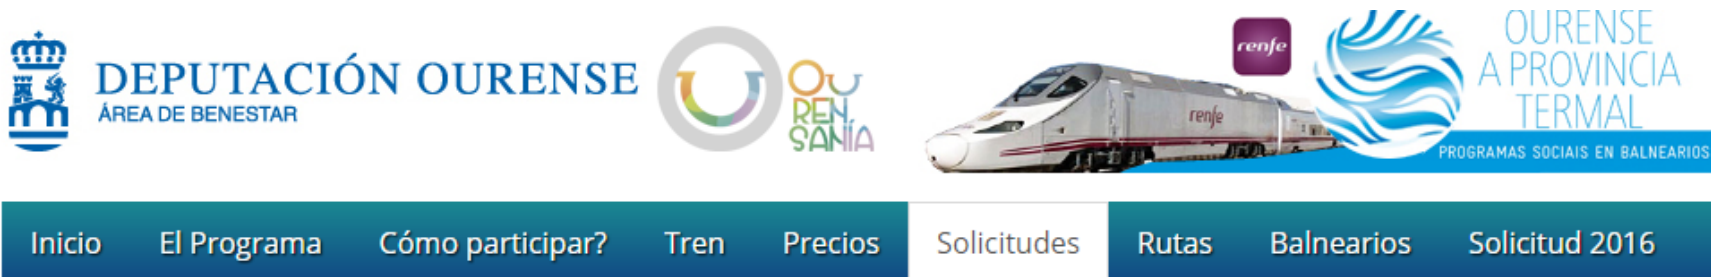 DEPUTACIÓN OURENSE
ÁREA DE BENESTAR
OU
REN.
SANÍA
renfe
renfe
OURENSE
A PROVINCIA
TERMAL
PROGRAMAS SOCIAIS EN BALNEARIOS
Inicio El Programa Cómo participar? Tren Precios Solicitudes Rutas Balnearios Solicitud 2016